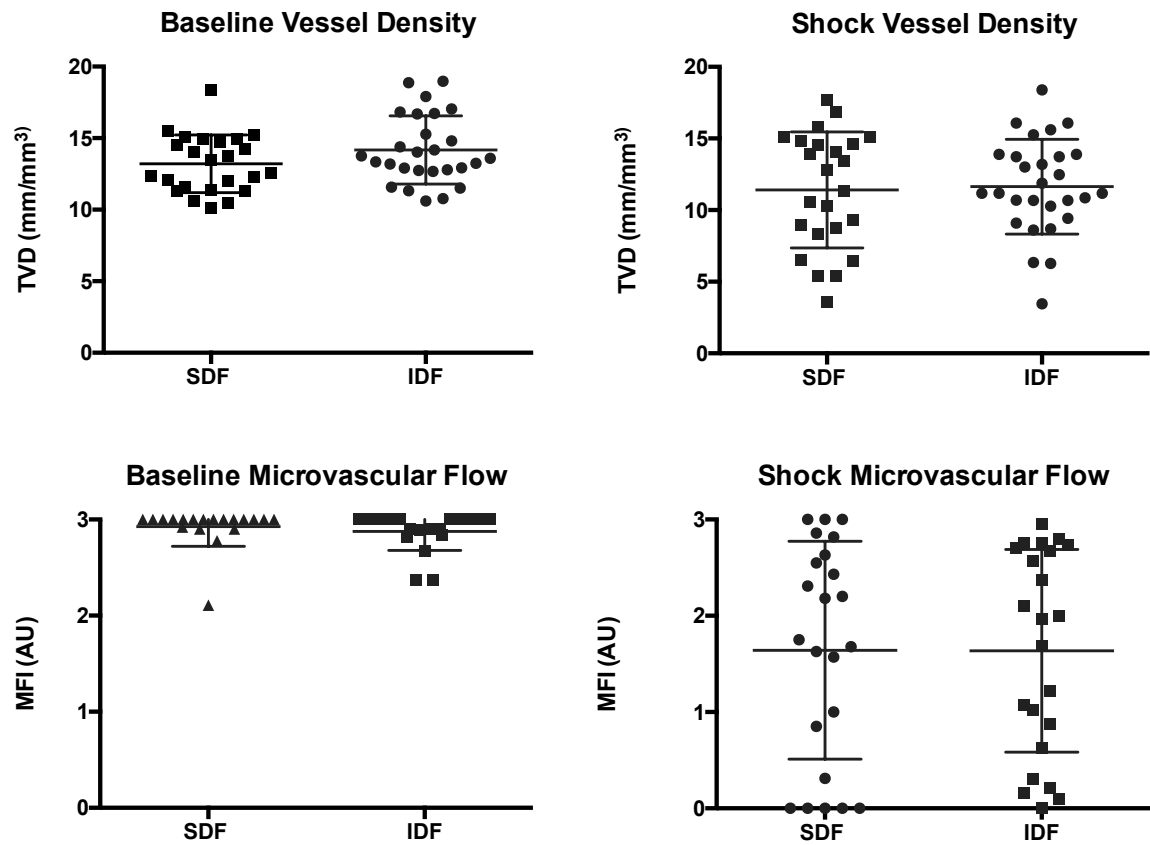 Baseline Vessel Density
TVD (mm/mm³)
20
15
10
5
0
SDF
IDF
Shock Vessel Density
TVD (mm/mm³)
20
15
10
5
0
SDF
IDF
Baseline Microvascular Flow
MFI (AU)
3
2
1
0
SDF
IDF
Shock Microvascular Flow
MFI (AU)
3
2
1
0
SDF
IDF